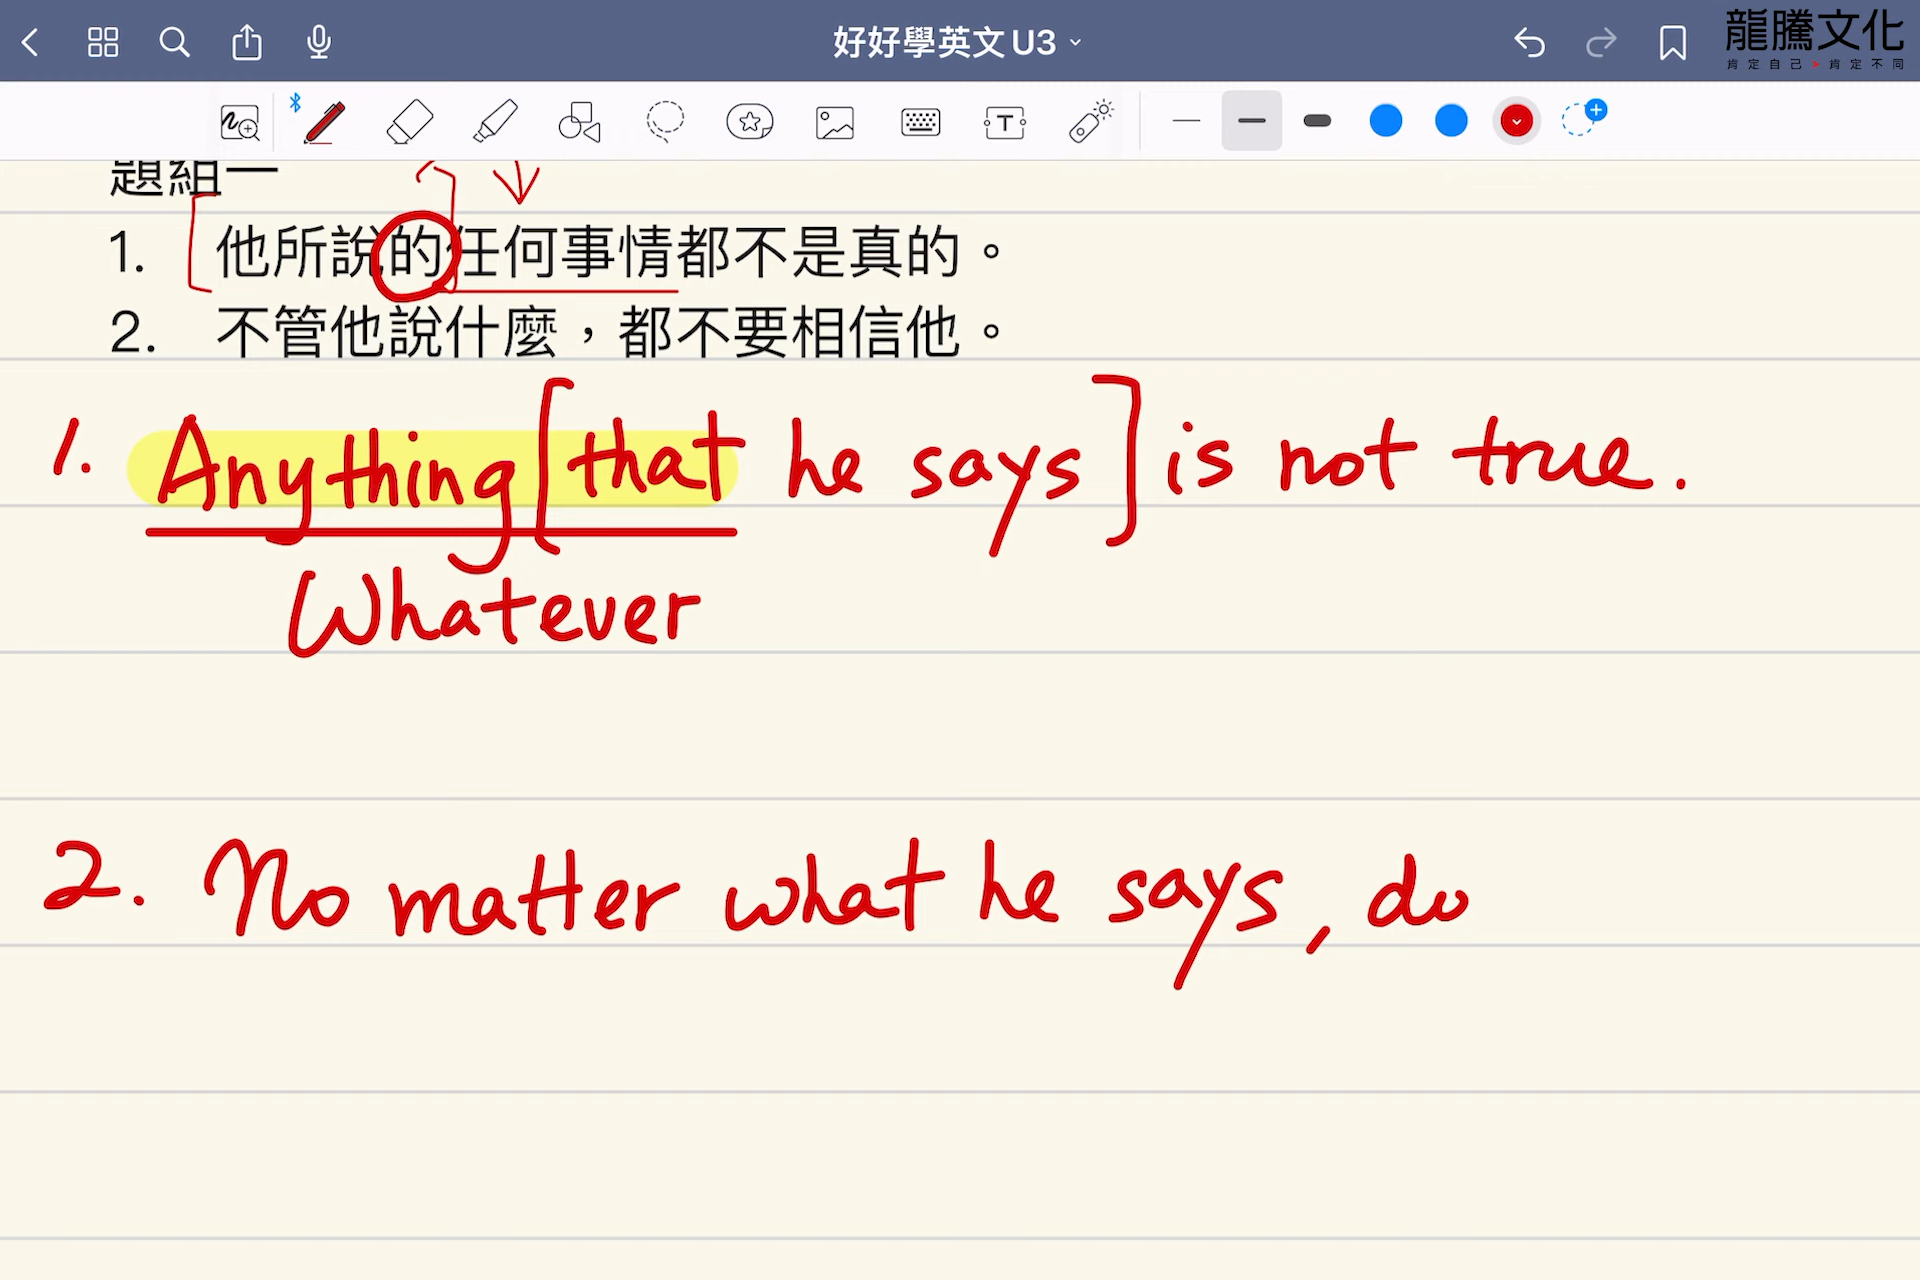 好好學英文 U3
龍騰文化
肯定自己➤肯定不同
題組一
1. 他所說的任何事情都不是真的。
2. 不管他說什麼，都不要相信他。
1. Anything [that he says] is not true.
Whatever
2. No matter what he says, do